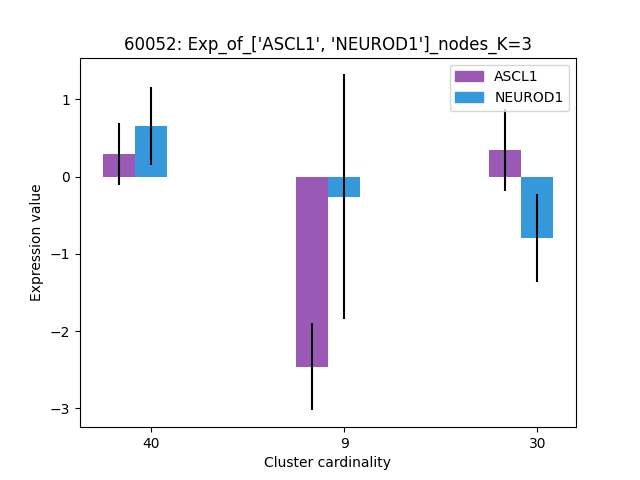 60052: Exp_of_['ASCL1', 'NEUROD1']_nodes_K=3
ASCL1
NEUROD1
1
0
−1
−2
−3
Expression value
40
9
30
Cluster cardinality